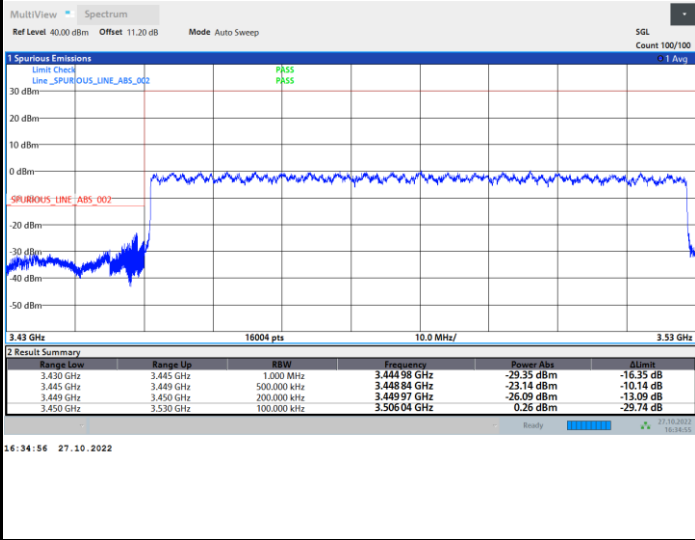 MultiView Spectrum
Ref Level 40.00 dBm Offset 11.20 dB Mode Auto Sweep SGL
Count 100/100
1 Spurious Emissions 1 Avg
Limit Check PASS
Line _SPURIOUS_LINE_ABS_002 PASS
30 dBm
20 dBm
10 dBm
0 dBm
_SPURIOUS_LINE_ABS_002
-20 dBm
-30 dBm
-40 dBm
-50 dBm
3.43 GHz 16004 pts 10.0 MHz/ 3.53 GHz
2 Result Summary
Range Low Range Up RBW Frequency Power Abs ΔLimit
3.430 GHz 3.445 GHz 1.000 MHz 3.444 98 GHz -29.35 dBm -16.35 dB
3.445 GHz 3.449 GHz 500.000 kHz 3.448 84 GHz -23.14 dBm -10.14 dB
3.449 GHz 3.450 GHz 200.000 kHz 3.449 97 GHz -26.09 dBm -13.09 dB
3.450 GHz 3.530 GHz 100.000 kHz 3.506 04 GHz 0.26 dBm -29.74 dB
Ready 27.10.2022
16:34:55
16:34:56 27.10.2022